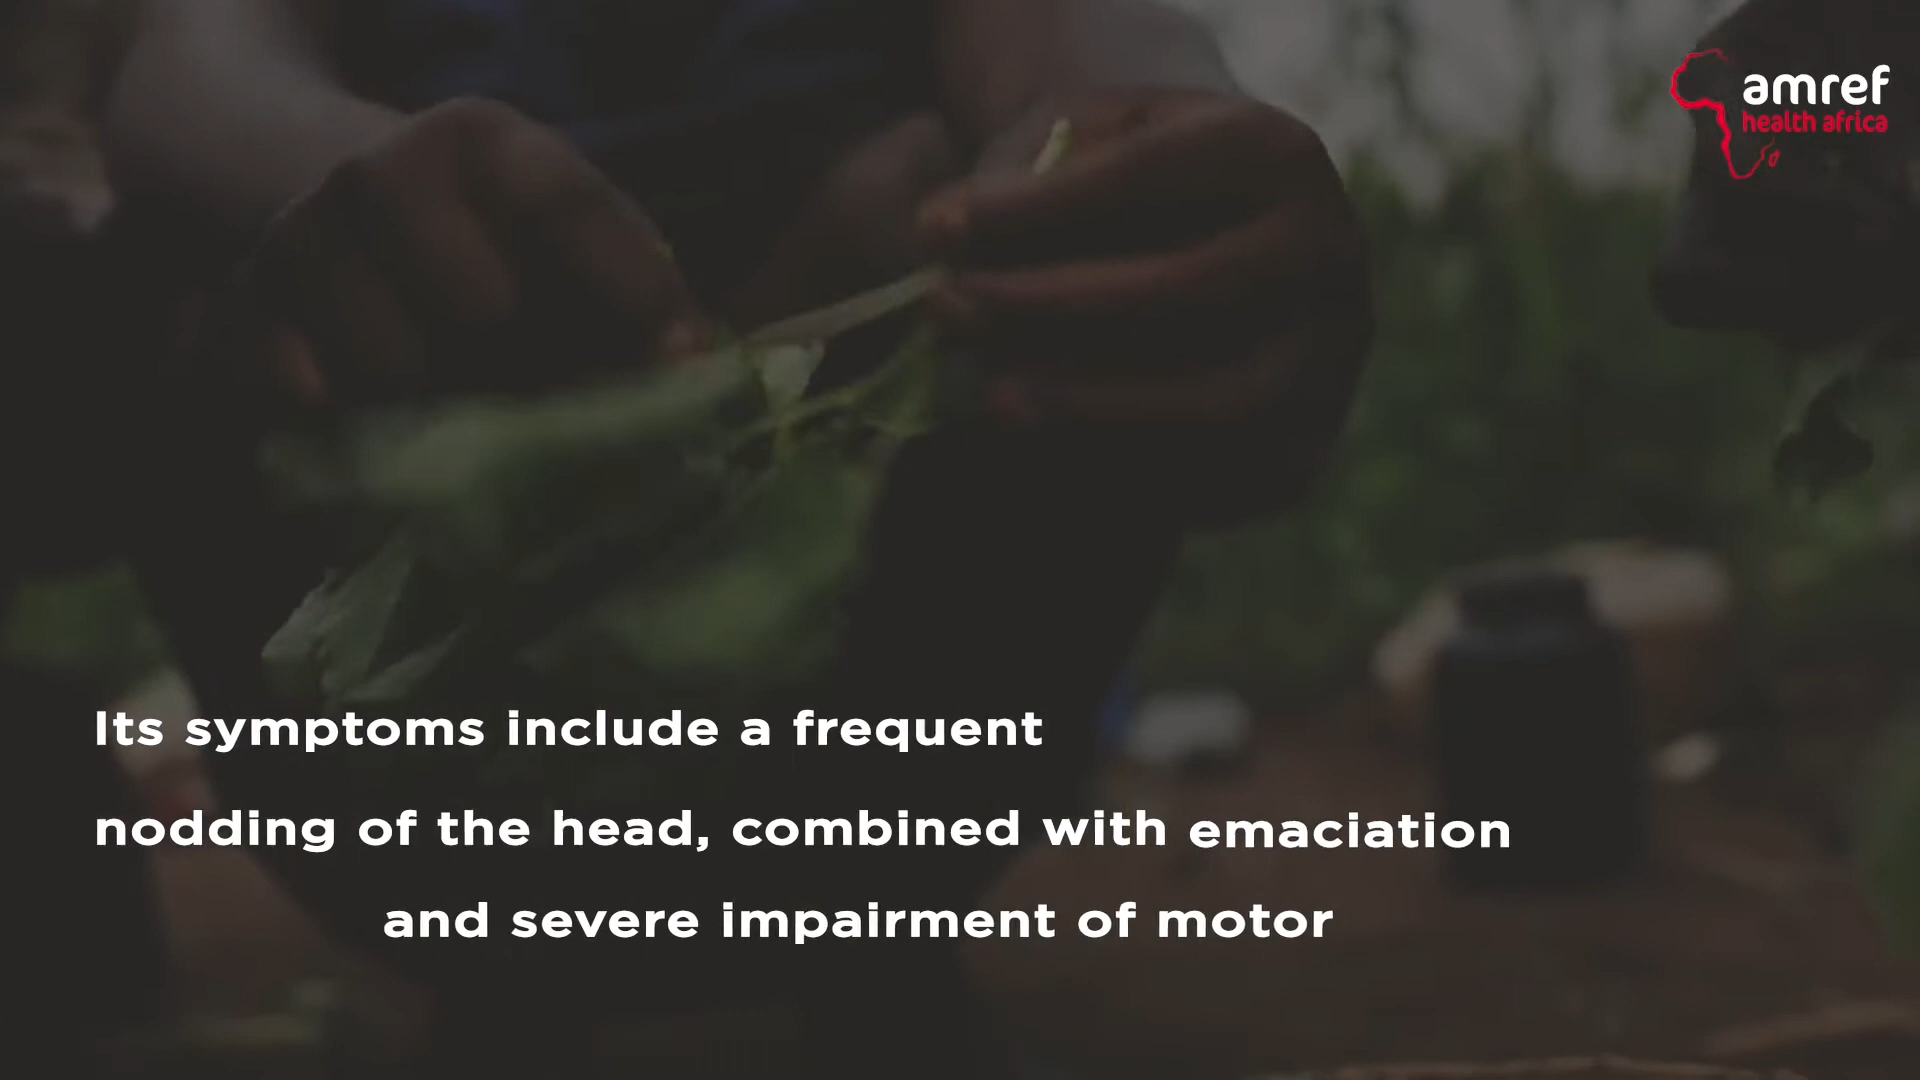 amref
health africa
Its symptoms include a frequent
nodding of the head, combined with emaciation
and severe impairment of motor